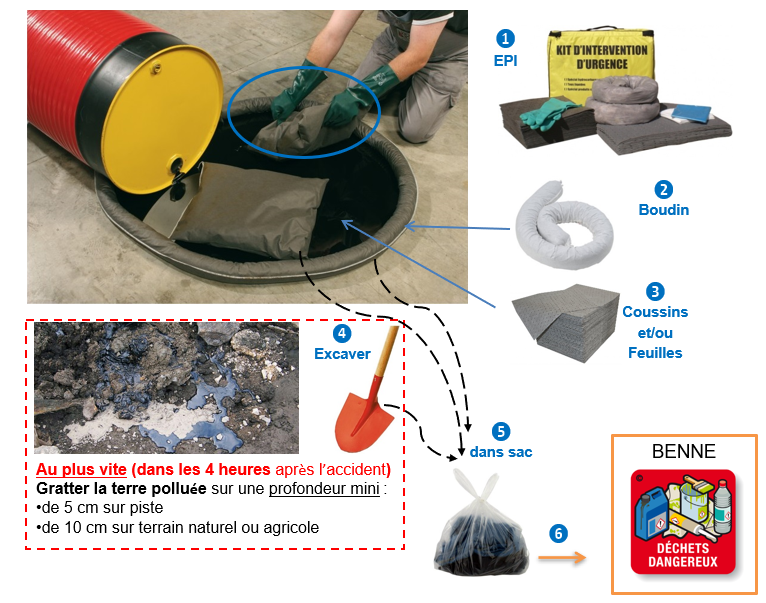 1
EPI
KIT D'INTERVENTION
D'URGENCE
2
Boudin
3
Coussins
et/ou
Feuilles
4
Excaver
Au plus vite (dans les 4 heures après l'accident)
Gratter la terre polluée sur une profondeur mini :
•de 5 cm sur piste
•de 10 cm sur terrain naturel ou agricole
5
dans sac
6
BENNE
DÉCHETS
DANGEREUX